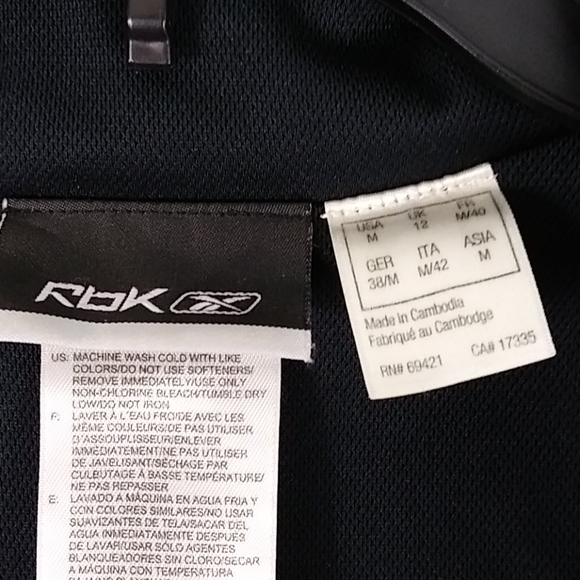 Rbk
US: MACHINE WASH COLD WITH LIKE
COLORS/DO NOT USE SOFTENERS/
REMOVE IMMEDIATELY/USE ONLY
NON-CHLORINE BLEACH/TUMBLE DRY
LOW/DO NOT IRON
F: LAVER À L'EAU FROIDE AVEC LES
MÊME COULEURS/DE PAS UTILISER
D'ASSOUPLISSEUR/ENLEVER
IMMÉDIATEMENT/NE PAS UTILISER
DE JAVELISANT/SÉCHAGE PAR
CULBUTAGE À BASSE TEMPÉRATURE/
NE PAS REPASSER
E: LAVADO A MÁQUINA EN AGUA FRIA Y
CON COLORES SIMILARES/NO USAR
SUAVIZANTES DE TELA/SACAR DEL
AGUA INMEDIATAMENTE DESPUÉS
DE LAVAR/USAR SOLO AGENTES
BLANQUEADORES SIN CLORO/SECAR
A MÁQUINA CON TEMPERATURA
USA UK FR
M 12 M/40
GER ITA ASIA
38/M M/42 M
Made in Cambodia
Fabriqué au Cambodge
RN# 69421 CA# 17335